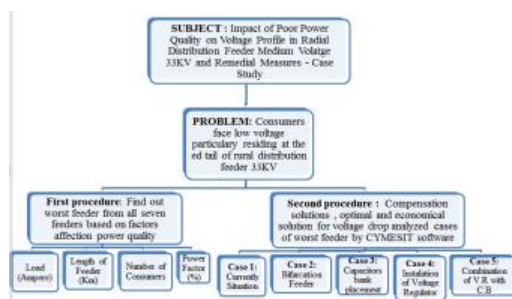 SUBJECT : Impact of Poor Power
Quality on Voltage Profile in Radial
Distribution Feeder Medium Volatge
33KV and Remedial Measures - Case
Study
PROBLEM: Consumers
face low voltage
particulary residing at the
ed tail of rural distribution
feeder 33KV
First procedure: Find out
worst feeder from all seven
feeders based on factors
affection power quality
Second procedure : Compensation
solutions , optimal and economical
solution for voltage drop analyzed cases
of worst feeder by CYMESIT software
Load
(Ampere)
Length of
Feeder
(Km)
Number of
Consumers
Power
Factor
(%)
Case 1:
Currently
Situation
Case 2:
Bifurcation
Feeder
Case 3:
Capacitors
bank
placement
Case 4:
Instalation
of Voltage
Regulator
Case 5:
Combination
of V.R with
C.B